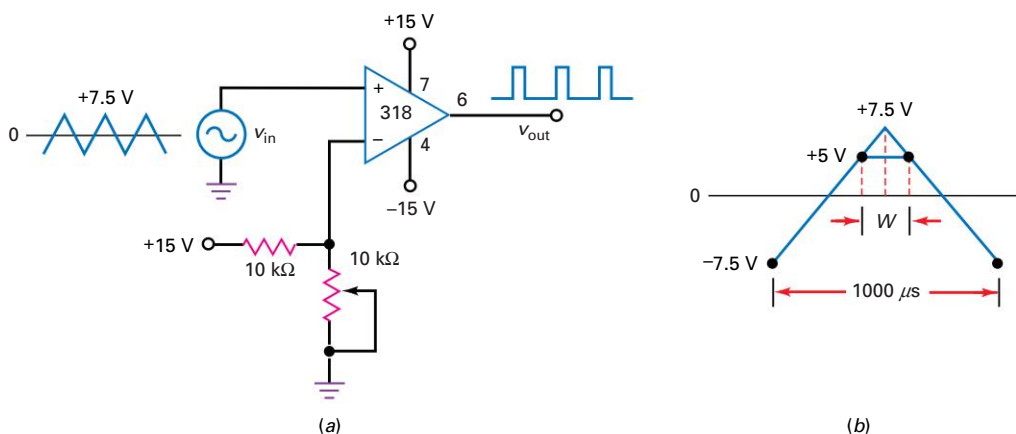 +15 V
+7.5 V
0
v_in
+
−
318
7
6
4
v_out
−15 V
+15 V
10 kΩ
10 kΩ
(a)
+7.5 V
+5 V
0
W
−7.5 V
1000 μs
(b)